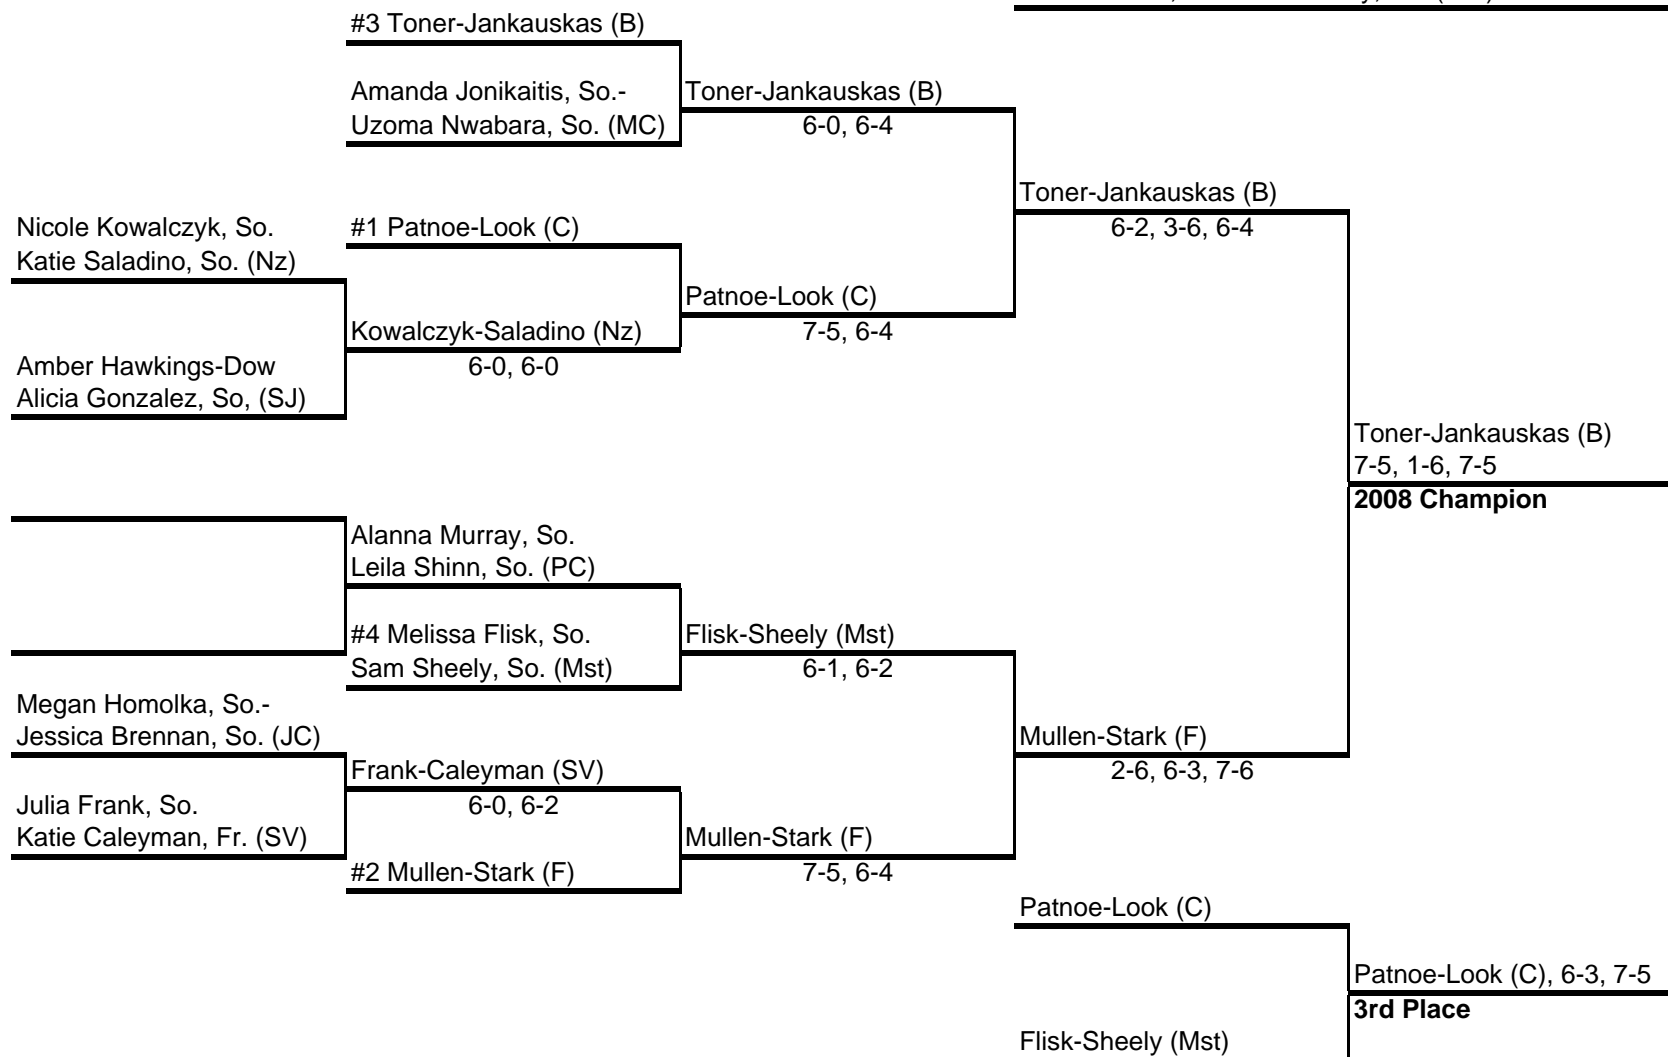 #3 Toner-Jankauskas (B)
Amanda Jonikaitis, So.-
Uzoma Nwabara, So. (MC)
Toner-Jankauskas (B)
6-0, 6-4
Toner-Jankauskas (B)
6-2, 3-6, 6-4
Nicole Kowalczyk, So.
Katie Saladino, So. (Nz)
#1 Patnoe-Look (C)
Patnoe-Look (C)
7-5, 6-4
Kowalczyk-Saladino (Nz)
6-0, 6-0
Amber Hawkings-Dow
Alicia Gonzalez, So, (SJ)
Toner-Jankauskas (B)
7-5, 1-6, 7-5
2008 Champion
Alanna Murray, So.
Leila Shinn, So. (PC)
#4 Melissa Flisk, So.
Sam Sheely, So. (Mst)
Flisk-Sheely (Mst)
6-1, 6-2
Megan Homolka, So.-
Jessica Brennan, So. (JC)
Mullen-Stark (F)
2-6, 6-3, 7-6
Frank-Caleyman (SV)
6-0, 6-2
Julia Frank, So.
Katie Caleyman, Fr. (SV)
Mullen-Stark (F)
7-5, 6-4
#2 Mullen-Stark (F)
Patnoe-Look (C)
Patnoe-Look (C), 6-3, 7-5
3rd Place
Flisk-Sheely (Mst)